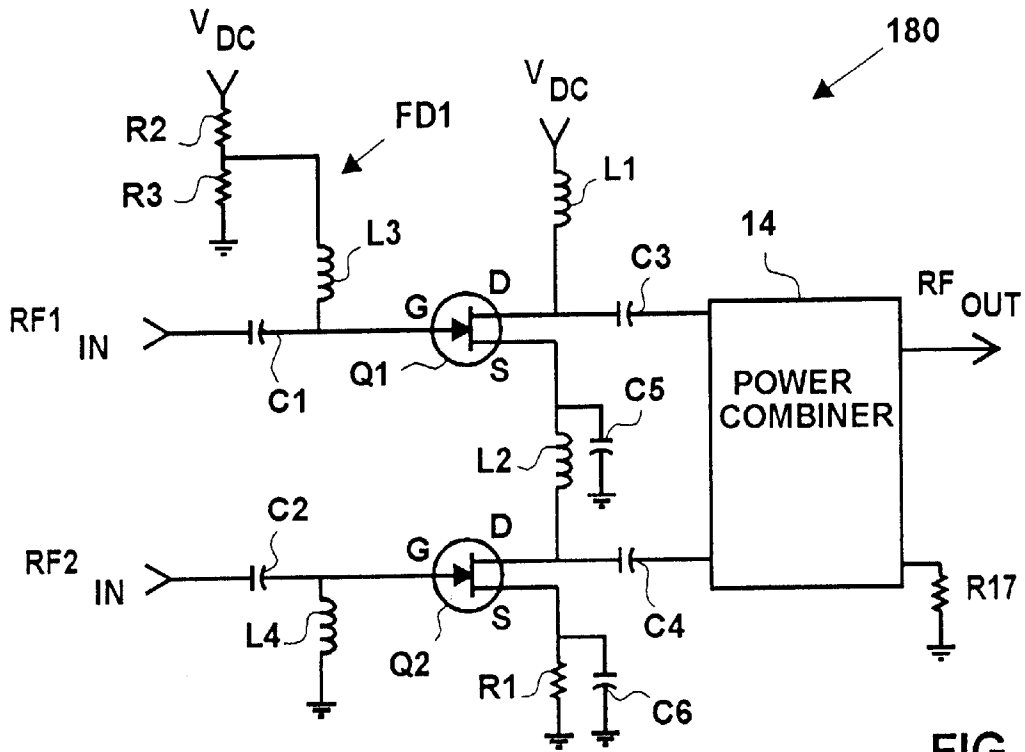 180
V DC
V DC
R2
FD1
R3
L1
L3
14
C3
RF OUT
D
G
RF1 IN
S
Q1
C1
POWER
COMBINER
C5
L2
C2
D
G
RF2 IN
S
R17
C4
L4
Q2
R1
C6
FIG